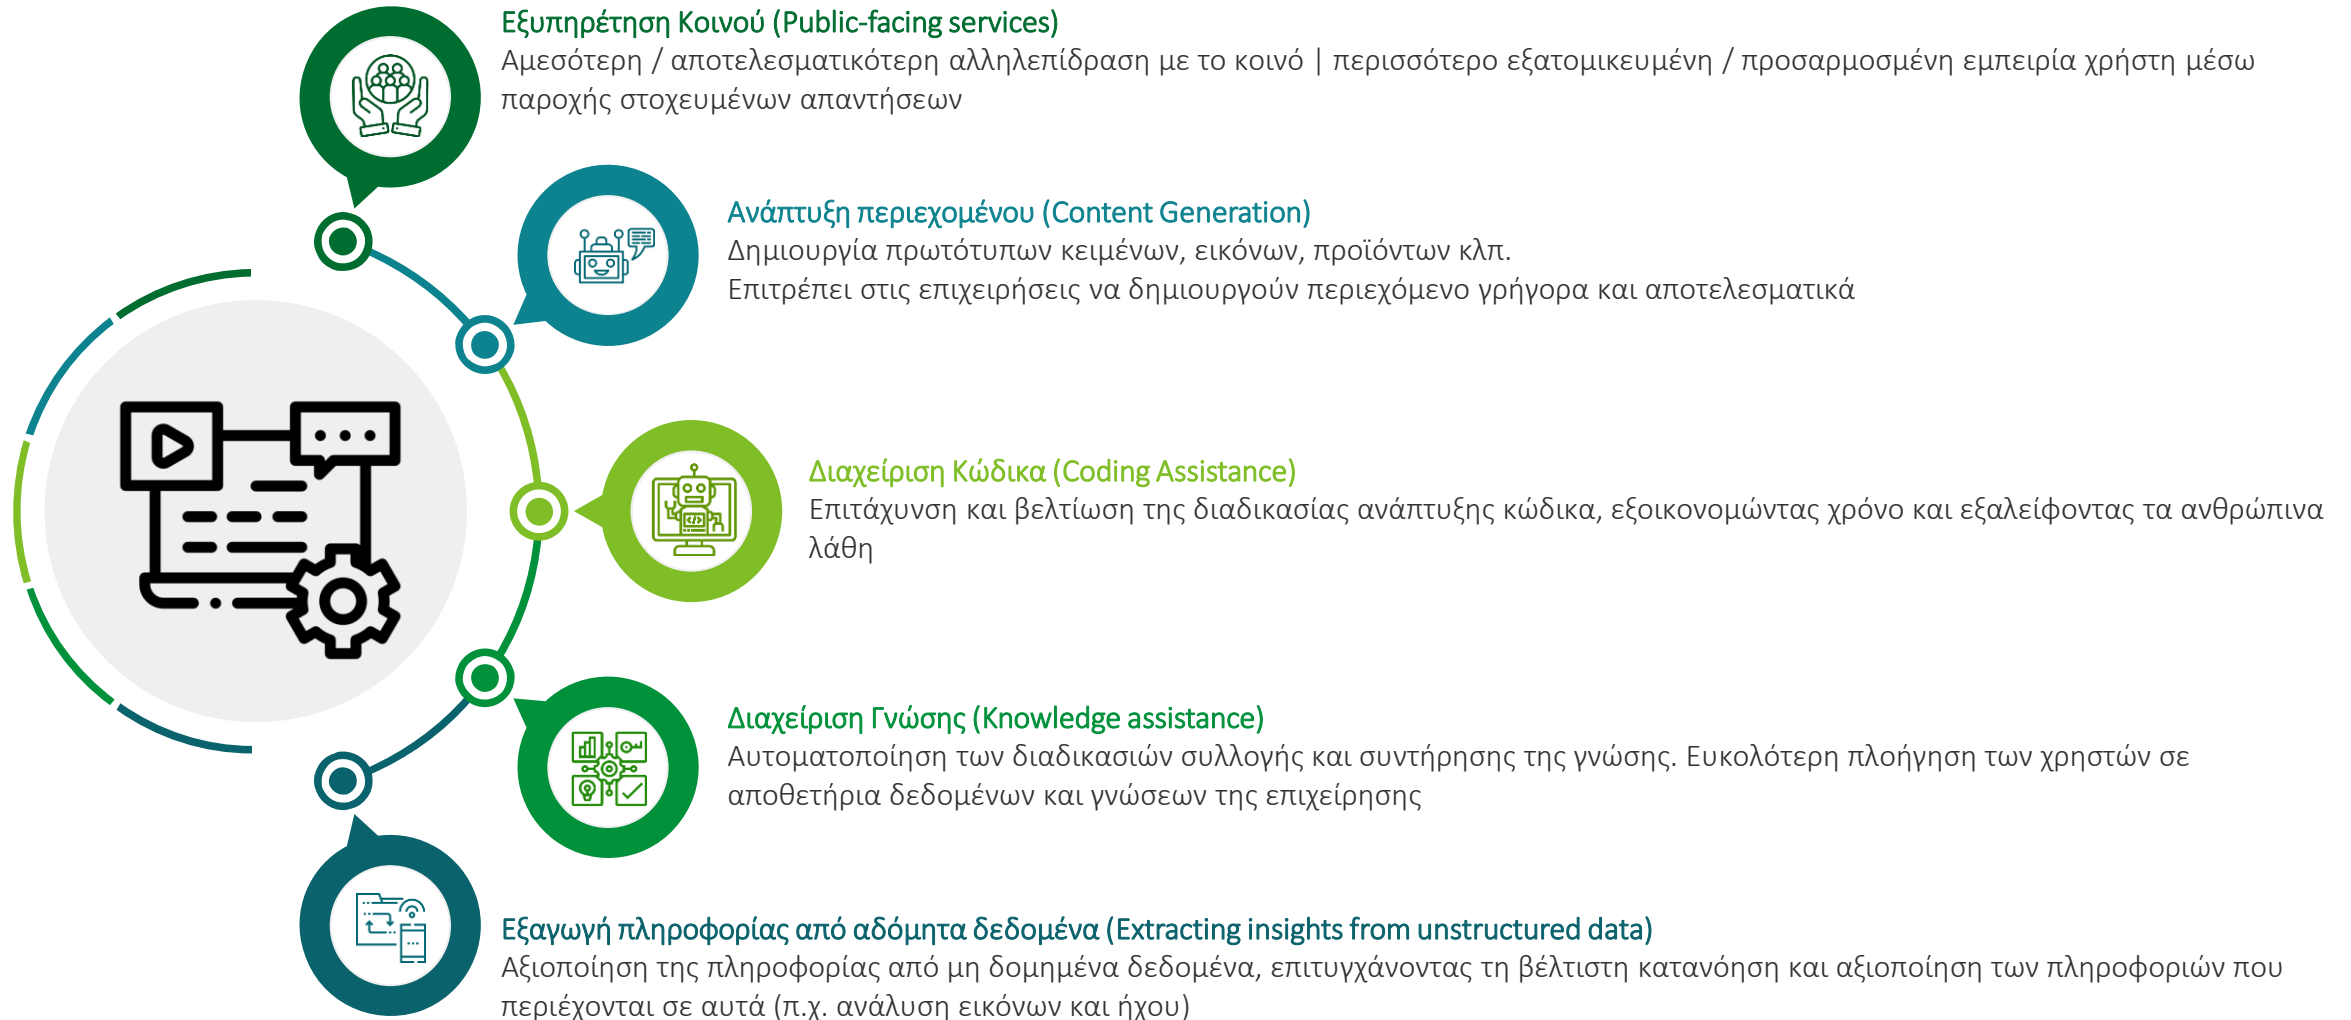 Εξυπηρέτηση Κοινού (Public-facing services)
Αμεσότερη / αποτελεσματικότερη αλληλεπίδραση με το κοινό | περισσότερο εξατομικευμένη / προσαρμοσμένη εμπειρία χρήστη μέσω
παροχής στοχευμένων απαντήσεων
Ανάπτυξη περιεχομένου (Content Generation)
Δημιουργία πρωτότυπων κειμένων, εικόνων, προϊόντων κλπ.
Επιτρέπει στις επιχειρήσεις να δημιουργούν περιεχόμενο γρήγορα και αποτελεσματικά
Διαχείριση Κώδικα (Coding Assistance)
Επιτάχυνση και βελτίωση της διαδικασίας ανάπτυξης κώδικα, εξοικονομώντας χρόνο και εξαλείφοντας τα ανθρώπινα
λάθη
Διαχείριση Γνώσης (Knowledge assistance)
Αυτοματοποίηση των διαδικασιών συλλογής και συντήρησης της γνώσης. Ευκολότερη πλοήγηση των χρηστών σε
αποθετήρια δεδομένων και γνώσεων της επιχείρησης
Εξαγωγή πληροφορίας από αδόμητα δεδομένα (Extracting insights from unstructured data)
Αξιοποίηση της πληροφορίας από μη δομημένα δεδομένα, επιτυγχάνοντας τη βέλτιστη κατανόηση και αξιοποίηση των πληροφοριών που
περιέχονται σε αυτά (π.χ. ανάλυση εικόνων και ήχου)